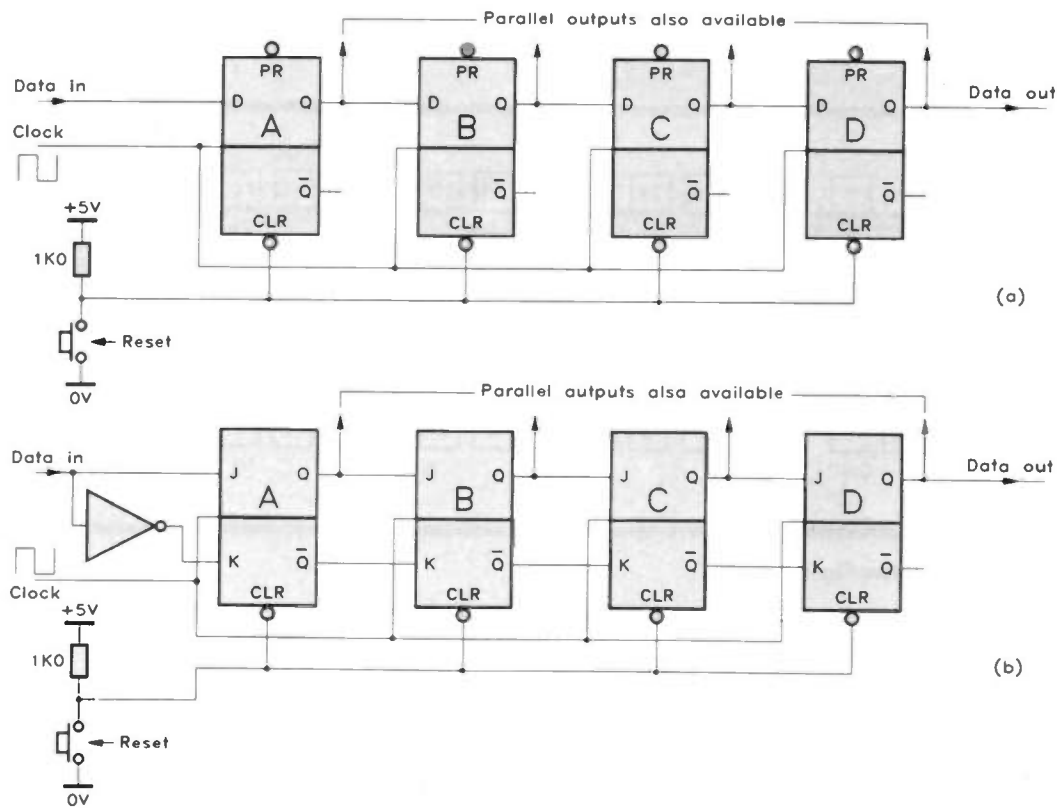 Parallel outputs also available
PR PR PR PR
Data in D Q D Q D Q D Q Data out
A B C D
Clock
Q̅ Q̅ Q̅ Q̅
+5V
CLR CLR CLR CLR
1K0
(a)
Reset
0V
Parallel autputs alsa available
Data in J Q J Q J Q J Q Data out
A B C D
K Q̅ K Q̅ K Q̅ K Q̅
Clock
CLR CLR CLR CLR
+5V
1K0
(b)
Reset
0V